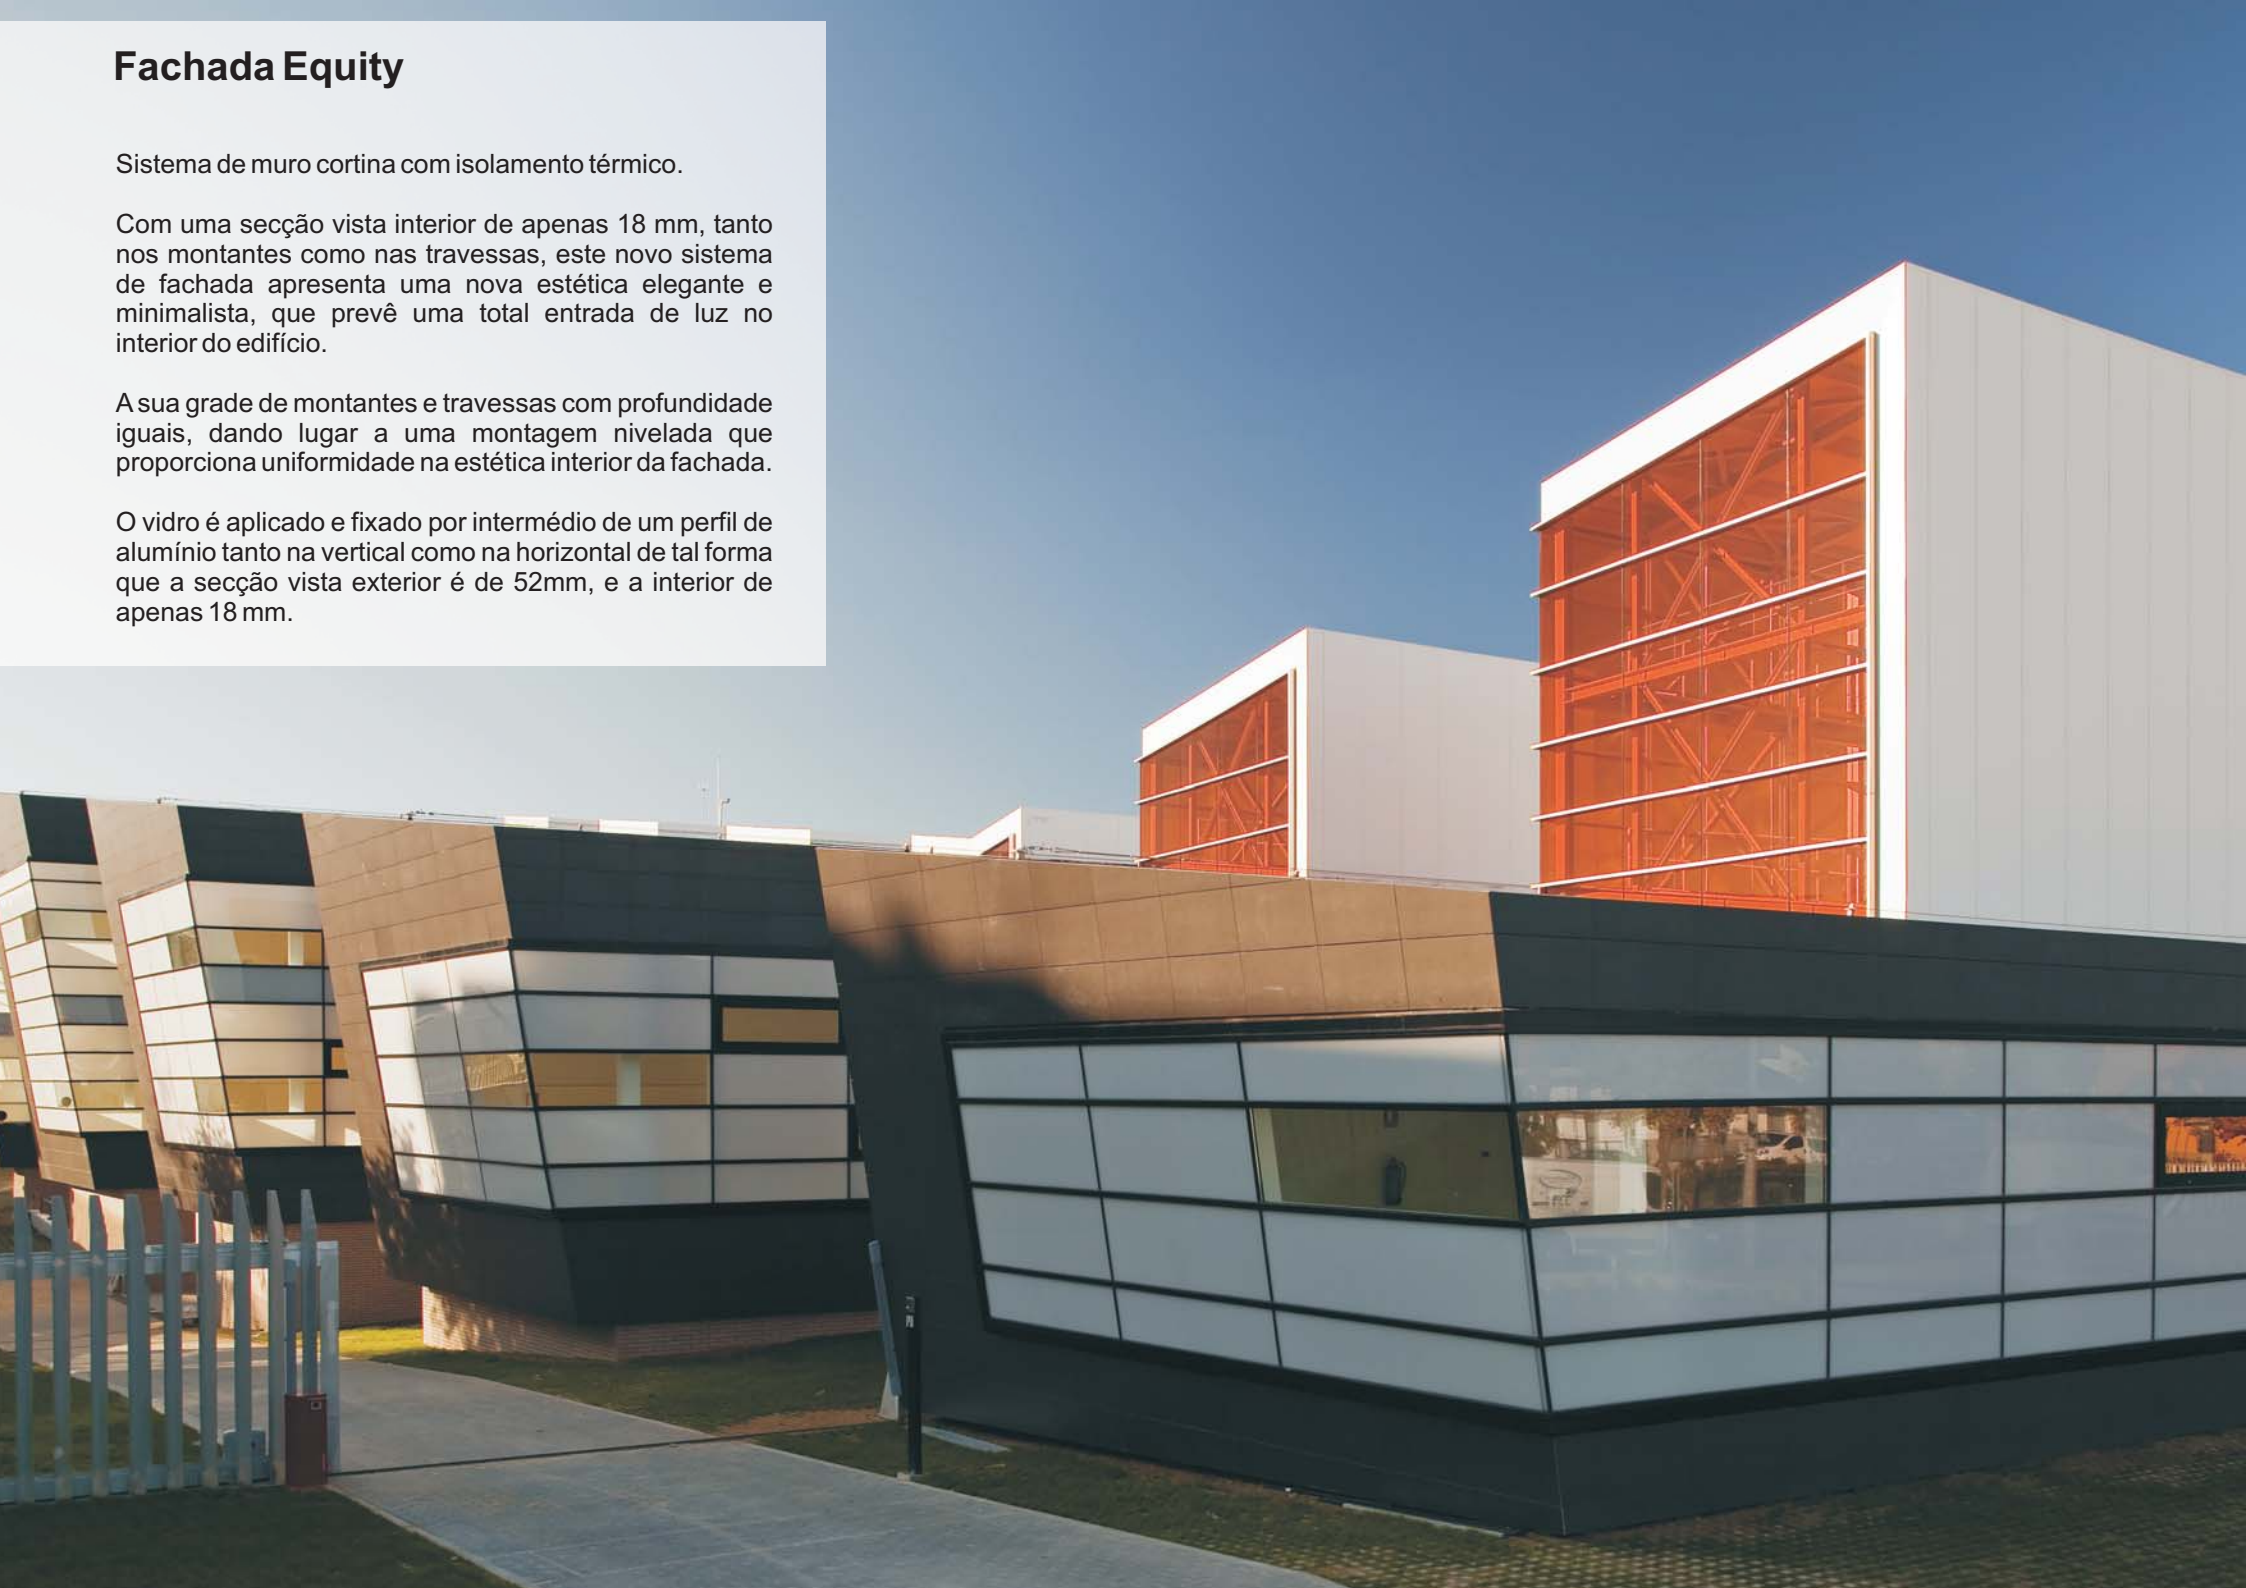 Fachada Equity
Sistema de muro cortina com isolamento térmico.
Com uma secção vista interior de apenas 18 mm, tanto
nos montantes como nas travessas, este novo sistema
de fachada apresenta uma nova estética elegante e
minimalista, que prevê uma total entrada de luz no
interior do edifício.
A sua grade de montantes e travessas com profundidade
iguais, dando lugar a uma montagem nivelada que
proporciona uniformidade na estética interior da fachada.
O vidro é aplicado e fixado por intermédio de um perfil de
alumínio tanto na vertical como na horizontal de tal forma
que a secção vista exterior é de 52mm, e a interior de
apenas 18 mm.